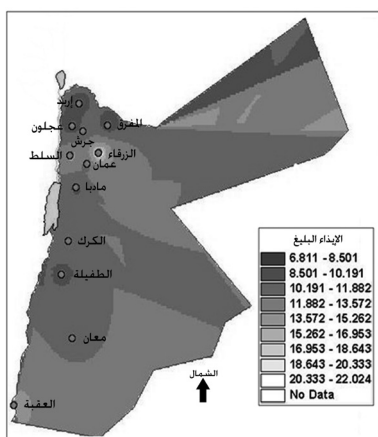 إربد
عجلون
المفرق
جرش
السلط
الزرقاء
عمان
مادبا
الكرك
الطفيلة
معان
العقبة
الشمال
الإيذاء البليغ
6.811 - 8.501
8.501 - 10.191
10.191 - 11.882
11.882 - 13.572
13.572 - 15.262
15.262 - 16.953
16.953 - 18.643
18.643 - 20.333
20.333 - 22.024
No Data